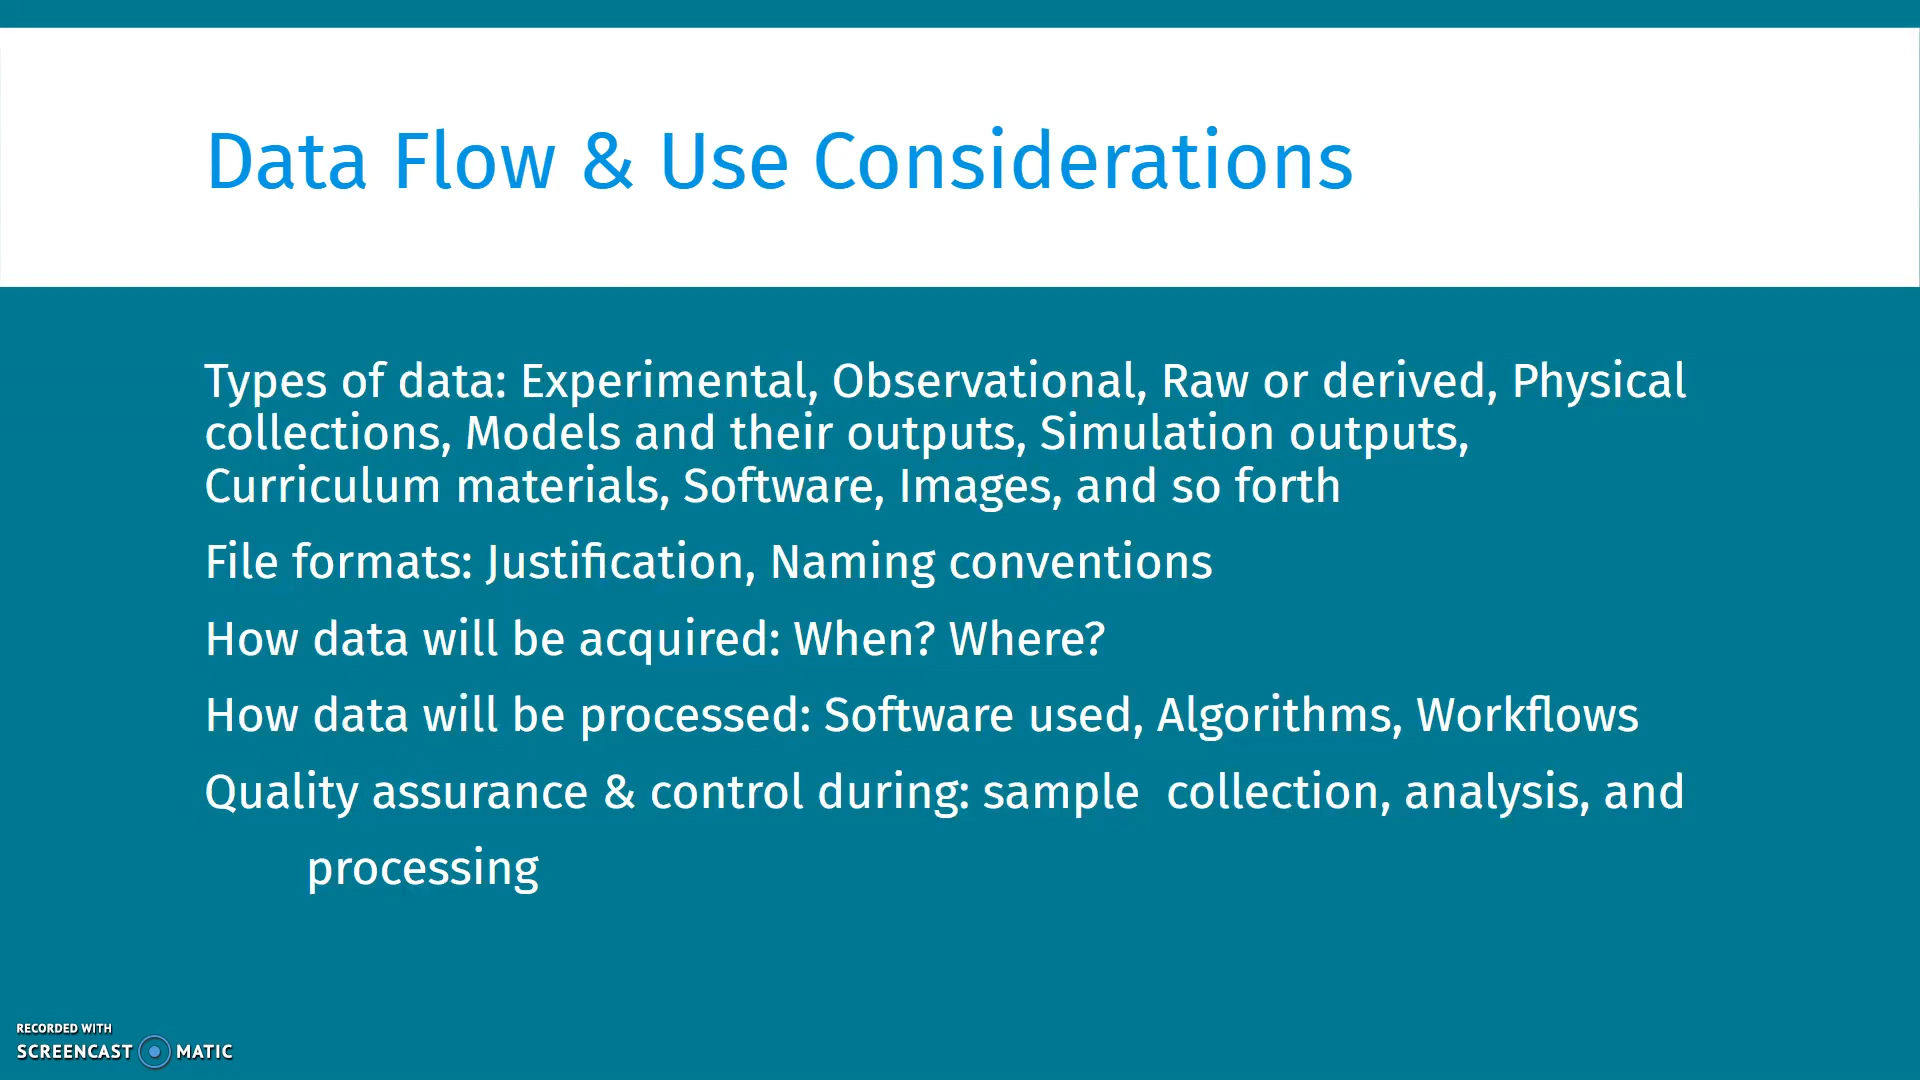 Data Flow & Use Considerations
Types of data: Experimental, Observational, Raw or derived, Physical
collections, Models and their outputs, Simulation outputs,
Curriculum materials, Software, Images, and so forth
File formats: Justification, Naming conventions
How data will be acquired: When? Where?
How data will be processed: Software used, Algorithms, Workflows
Quality assurance & control during: sample  collection, analysis, and
processing
RECORDED WITH
SCREENCAST MATIC